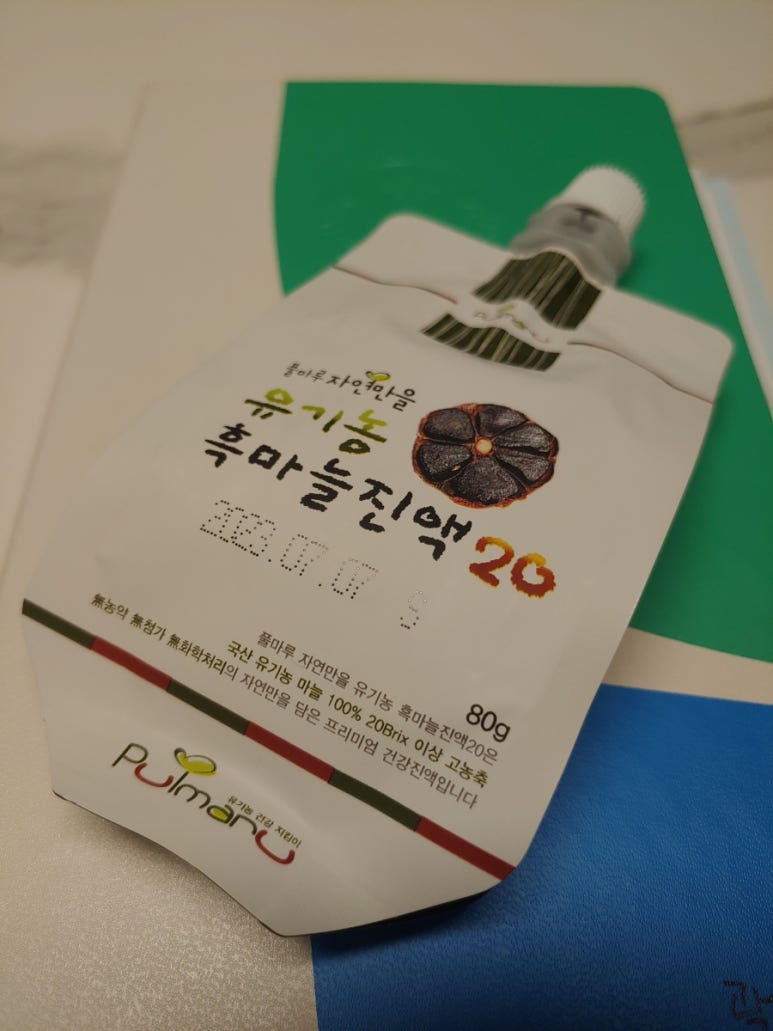 Pulmaru
풀마루 자연만을
유기농
흑마늘진액 20
2023.07.07 S
80g
풀마루 자연만을 유기농 흑마늘진액20은
국산 유기농 마늘 100% 20Brix 이상 고농축
無농약 無첨가 無화학처리의 자연만을 담은 프리미엄 건강진액입니다
Pulmaru
유기농 건강 지킴이